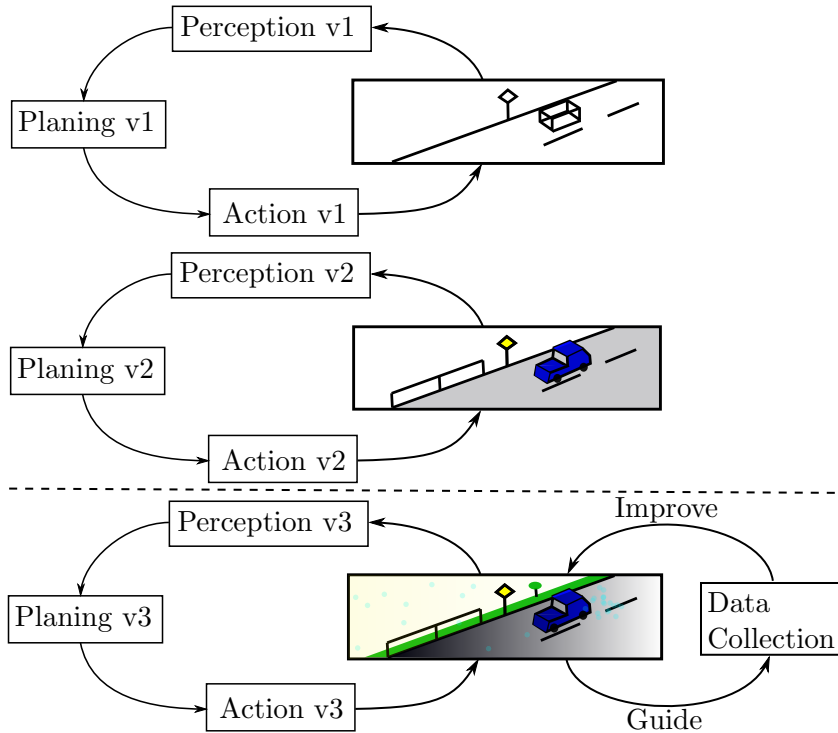 Perception v1
Planing v1
Action v1
Perception v2
Planing v2
Action v2
Perception v3
Improve
Planing v3
Data
Collection
Action v3
Guide